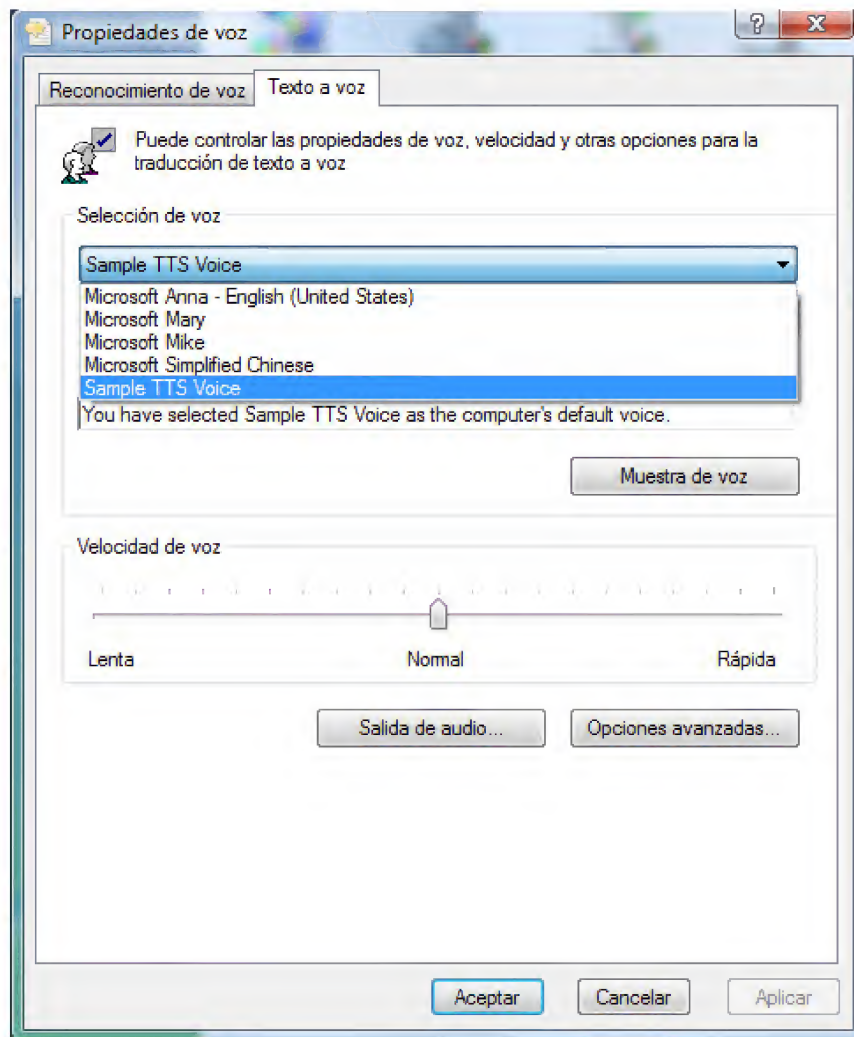 Propiedades de voz
Reconocimiento de voz
Texto a voz
Puede controlar las propiedades de voz, velocidad y otras opciones para la
traducción de texto a voz
Selección de voz
Sample TTS Voice
Microsoft Anna - English (United States)
Microsoft Mary
Microsoft Mike
Microsoft Simplified Chinese
Sample TTS Voice
You have selected Sample TTS Voice as the computer's default voice.
Muestra de voz
Velocidad de voz
Lenta
Normal
Rápida
Salida de audio...
Opciones avanzadas...
Aceptar
Cancelar
Aplicar